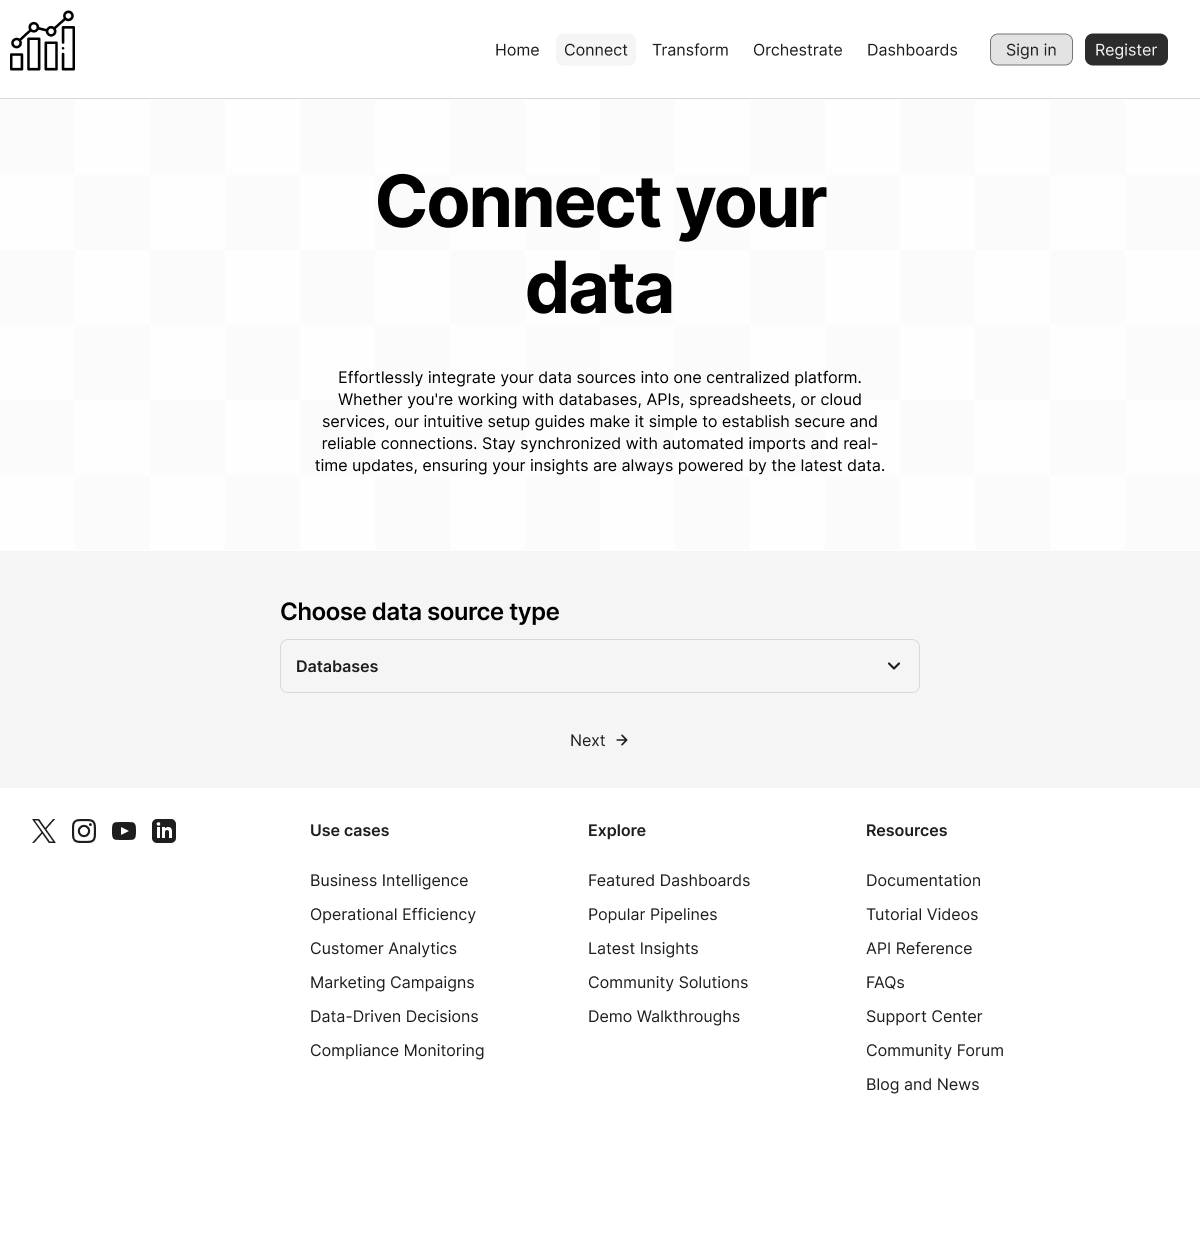 Home Connect Transform Orchestrate Dashboards Sign in Register
Connect your
data
Effortlessly integrate your data sources into one centralized platform.
Whether you're working with databases, APIs, spreadsheets, or cloud
services, our intuitive setup guides make it simple to establish secure and
reliable connections. Stay synchronized with automated imports and real-
time updates, ensuring your insights are always powered by the latest data.
Choose data source type
Databases
Next
Use cases
Business Intelligence
Operational Efficiency
Customer Analytics
Marketing Campaigns
Data-Driven Decisions
Compliance Monitoring
Explore
Featured Dashboards
Popular Pipelines
Latest Insights
Community Solutions
Demo Walkthroughs
Resources
Documentation
Tutorial Videos
API Reference
FAQs
Support Center
Community Forum
Blog and News